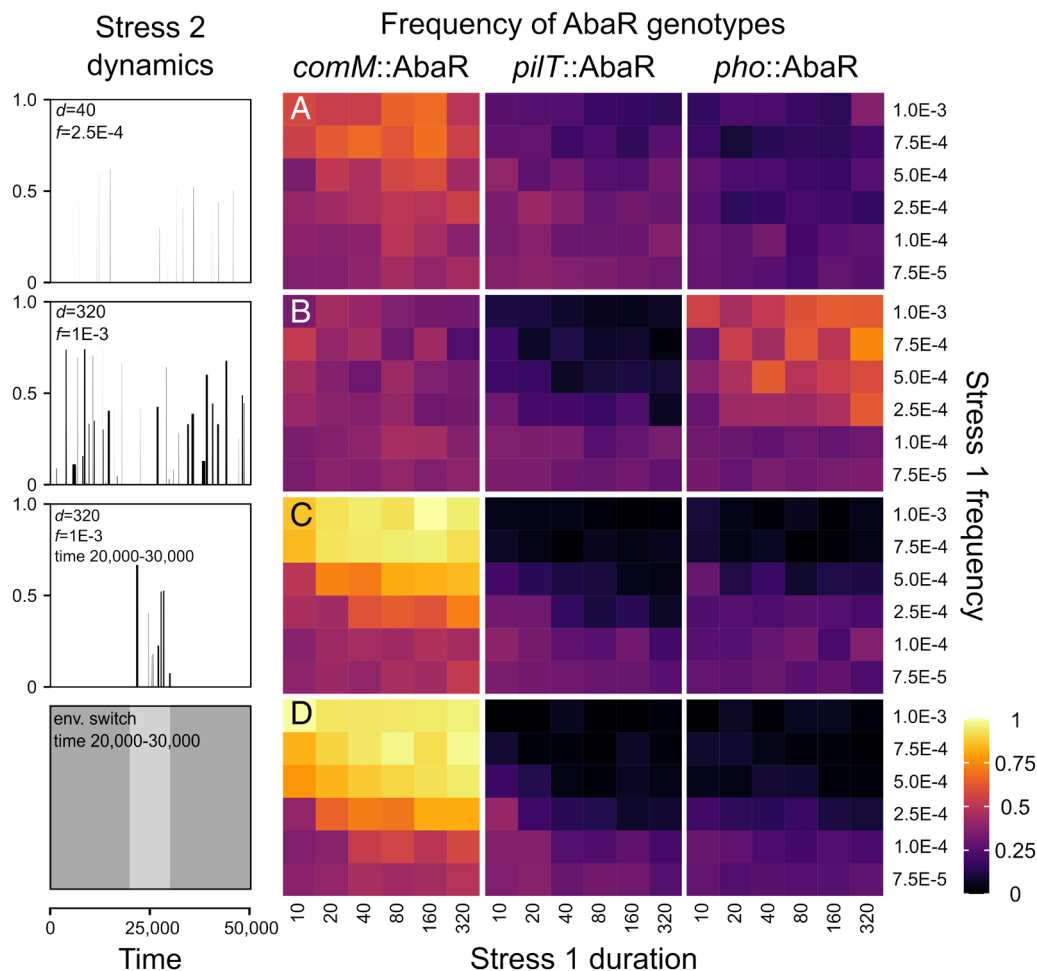 Stress 2
dynamics
Frequency of AbaR genotypes
comM::AbaR
pilT::AbaR
pho::AbaR
1.0
0.5
0
d=40
f=2.5E-4
A
1.0E-3
7.5E-4
5.0E-4
2.5E-4
1.0E-4
7.5E-5
1.0
0.5
0
d=320
f=1E-3
B
1.0E-3
7.5E-4
5.0E-4
2.5E-4
1.0E-4
7.5E-5
1.0
0.5
0
d=320
f=1E-3
time 20,000-30,000
C
1.0E-3
7.5E-4
5.0E-4
2.5E-4
1.0E-4
7.5E-5
env. switch
time 20,000-30,000
D
1.0E-3
7.5E-4
5.0E-4
2.5E-4
1.0E-4
7.5E-5
Stress 1 frequency
1
0.75
0.5
0.25
0
0
25,000
50,000
Time
10
20
40
80
160
320
10
20
40
80
160
320
10
20
40
80
160
320
Stress 1 duration